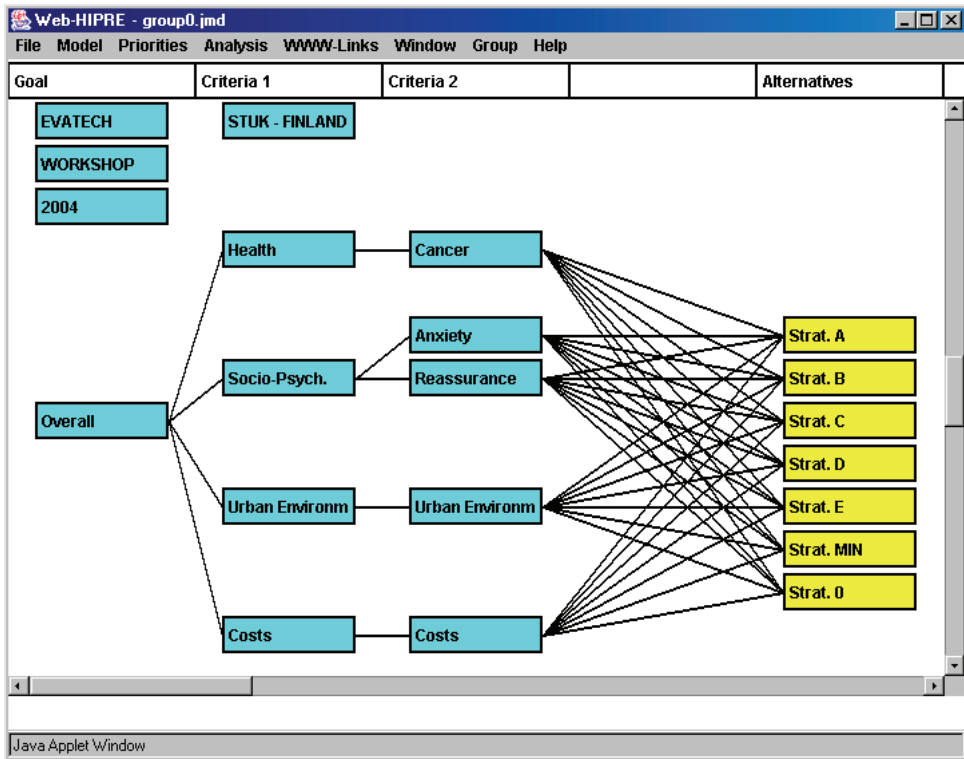 Web-HIPRE - group0.jmd
File Model Priorities Analysis WWW-Links Window Group Help
Goal Criteria 1 Criteria 2 Alternatives
EVATECH STUK - FINLAND
WORKSHOP
2004
Health Cancer
Anxiety Strat. A
Socio-Psych. Reassurance Strat. B
Overall Strat. C
Strat. D
Urban Environm Urban Environm Strat. E
Strat. MIN
Strat. 0
Costs Costs
Java Applet Window